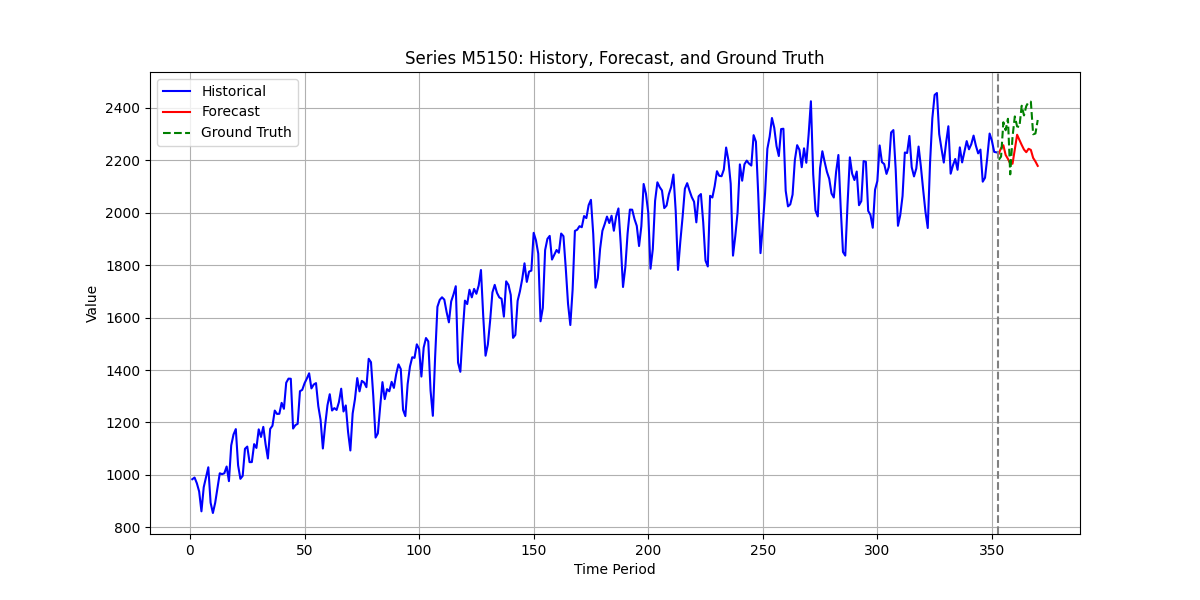 Series M5150: History, Forecast, and Ground Truth
Historical
Forecast
Ground Truth
Value
2400
2200
2000
1800
1600
1400
1200
1000
800
0 50 100 150 200 250 300 350
Time Period